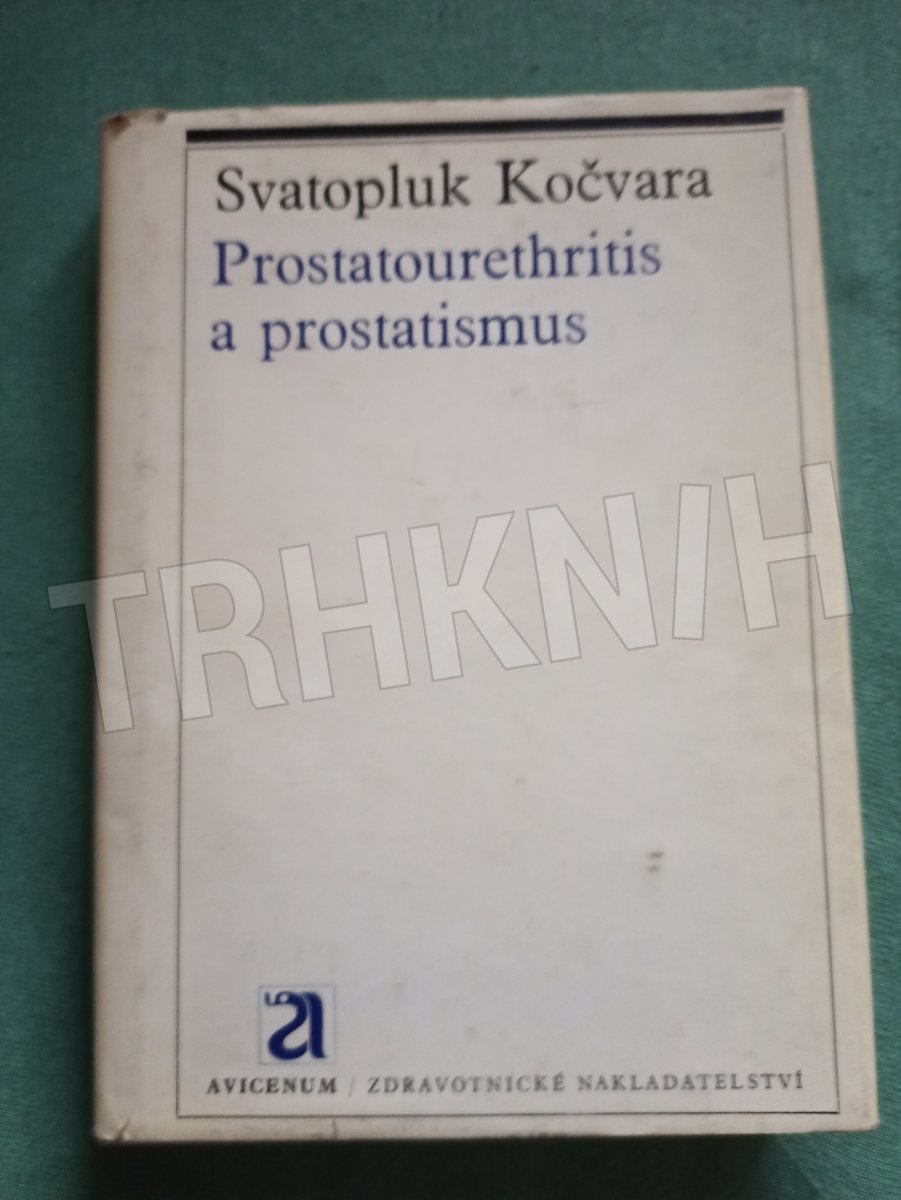 Svatopluk Kočvara
Prostatourethritis
a prostatismus
TRHKNIH
a
AVICENUM / ZDRAVOTNICKÉ NAKLADATELSTVÍ